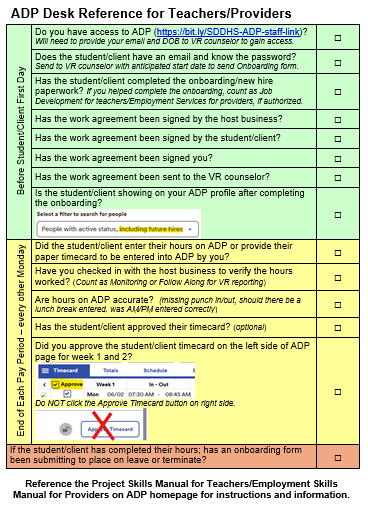 ADP Desk Reference for Teachers/Providers
Before Student/Client First Day
Do you have access to ADP (https://bit.ly/SDDHS-ADP-staff-link)?
Will need to provide your email and DOB to VR counselor to gain access.
Does the student/client have an email and know the password?
Send to VR counselor with anticipated start date to send Onboarding form.
Has the student/client completed the onboarding/new hire
paperwork? If you helped complete the onboarding, count as Job
Development for teachers/Employment Services for providers, if authorized.
Has the work agreement been signed by the host business?
Has the work agreement been signed by the student/client?
Has the work agreement been signed you?
Has the work agreement been sent to the VR counselor?
Is the student/client showing on your ADP profile after completing
the onboarding?
Select a filter to search for people
People with active status, including future hires
End of Each Pay Period – every other Monday
Did the student/client enter their hours on ADP or provide their
paper timecard to be entered into ADP by you?
Have you checked in with the host business to verify the hours
worked? (Count as Monitoring or Follow Along for VR reporting)
Are hours on ADP accurate? (missing punch in/out, should there be a
lunch break entered, was AM/PM entered correctly)
Has the student/client approved their timecard? (optional)
Did you approve the student/client timecard on the left side of ADP
page for week 1 and 2?
Timecard Totals Schedule
Approve Week 1 In - Out
Mon 06/02 07:30 AM - 08:45 AM
Do NOT click the Approve Timecard button on right side.
Timecard
If the student/client has completed their hours; has an onboarding form
been submitting to place on leave or terminate?
Reference the Project Skills Manual for Teachers/Employment Skills
Manual for Providers on ADP homepage for instructions and information.